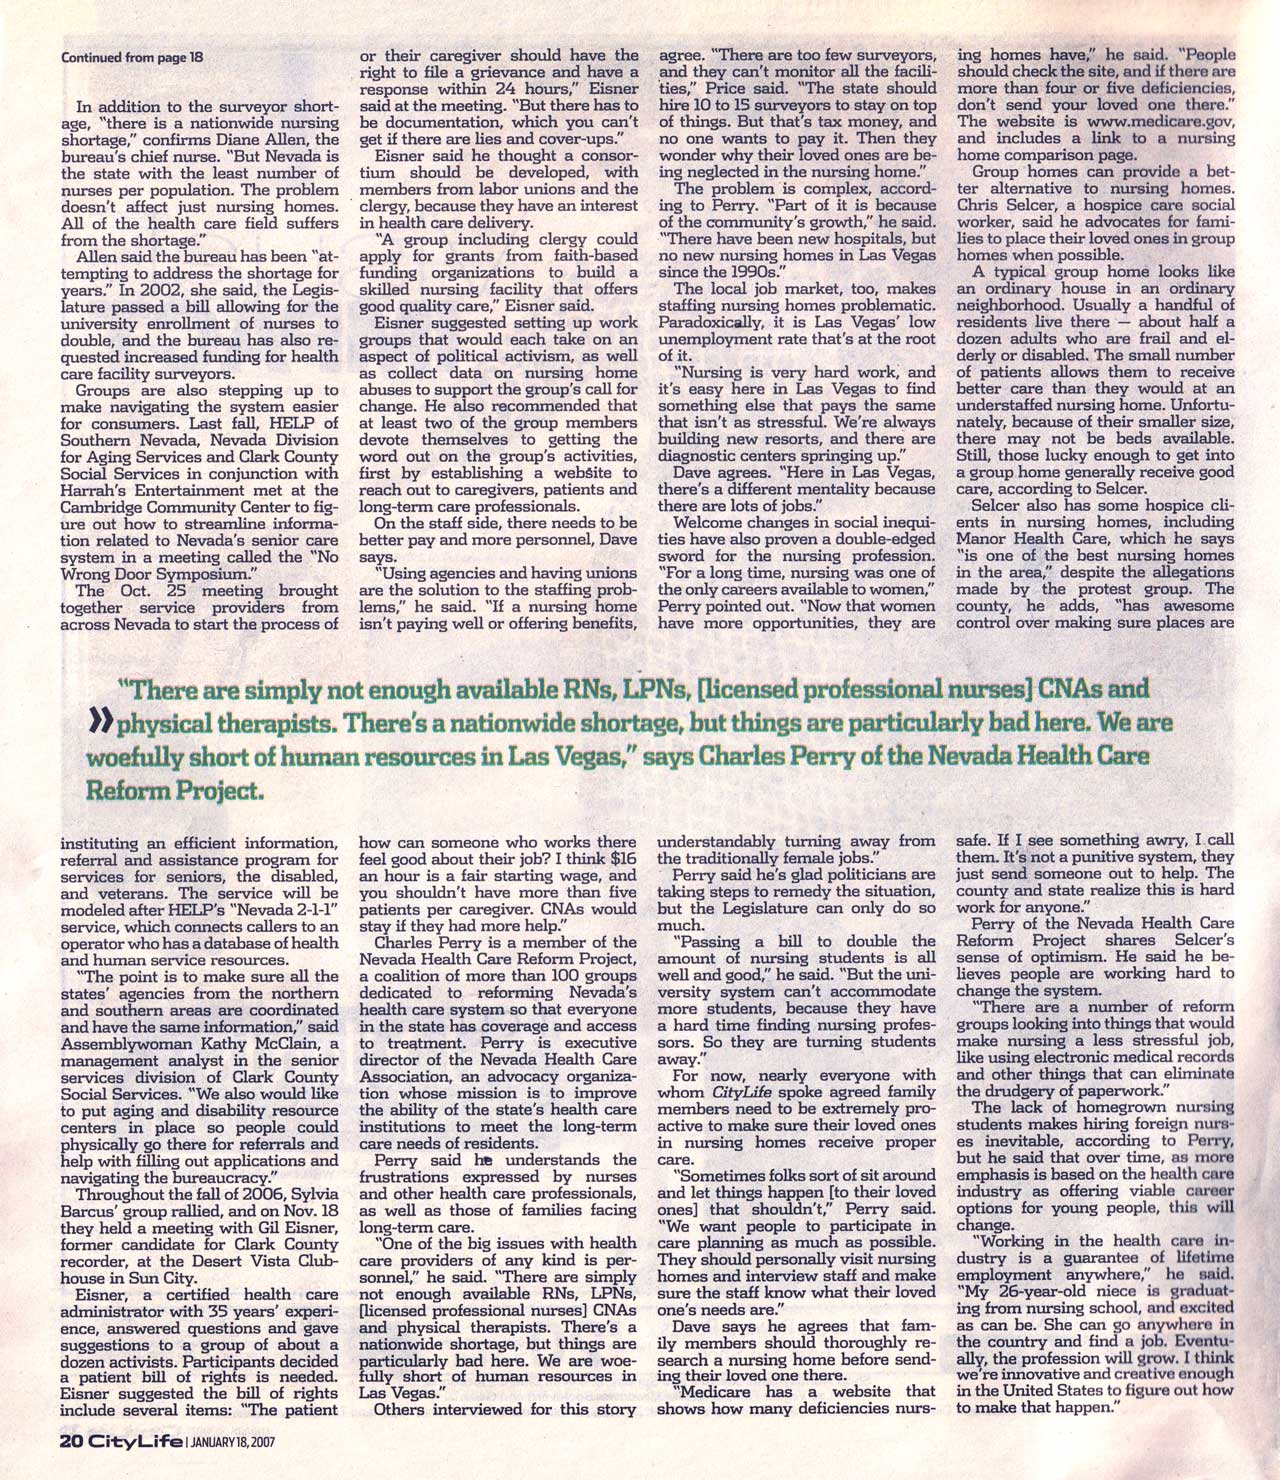 Continued from page 18
In addition to the surveyor short-
age, "there is a nationwide nursing
shortage," confirms Diane Allen, the
bureau's chief nurse. "But Nevada is
the state with the least number of
nurses per population. The problem
doesn't affect just nursing homes.
All of the health care field suffers
from the shortage."
Allen said the bureau has been "at-
tempting to address the shortage for
years." In 2002, she said, the Legis-
lature passed a bill allowing for the
university enrollment of nurses to
double, and the bureau has also re-
quested increased funding for health
care facility surveyors.
Groups are also stepping up to
make navigating the system easier
for consumers. Last fall, HELP of
Southern Nevada, Nevada Division
for Aging Services and Clark County
Social Services in conjunction with
Harrah's Entertainment met at the
Cambridge Community Center to fig-
ure out how to streamline informa-
tion related to Nevada's senior care
system in a meeting called the "No
Wrong Door Symposium."
The Oct. 25 meeting brought
together service providers from
across Nevada to start the process of
instituting an efficient information,
referral and assistance program for
services for seniors, the disabled,
and veterans. The service will be
modeled after HELP's "Nevada 2-1-1"
service, which connects callers to an
operator who has a database of health
and human service resources.
"The point is to make sure all the
states' agencies from the northern
and southern areas are coordinated
and have the same information," said
Assemblywoman Kathy McClain, a
management analyst in the senior
services division of Clark County
Social Services. "We also would like
to put aging and disability resource
centers in place so people could
physically go there for referrals and
help with filling out applications and
navigating the bureaucracy."
Throughout the fall of 2006, Sylvia
Barcus' group rallied, and on Nov. 18
they held a meeting with Gil Eisner,
former candidate for Clark County
recorder, at the Desert Vista Club-
house in Sun City.
Eisner, a certified health care
administrator with 35 years' experi-
ence, answered questions and gave
suggestions to a group of about a
dozen activists. Participants decided
a patient bill of rights is needed.
Eisner suggested the bill of rights
include several items: "The patient
or their caregiver should have the
right to file a grievance and have a
response within 24 hours," Eisner
said at the meeting. "But there has to
be documentation, which you can't
get if there are lies and cover-ups."
Eisner said he thought a consor-
tium should be developed, with
members from labor unions and the
clergy, because they have an interest
in health care delivery.
"A group including clergy could
apply for grants from faith-based
funding organizations to build a
skilled nursing facility that offers
good quality care," Eisner said.
Eisner suggested setting up work
groups that would each take on an
aspect of political activism, as well
as collect data on nursing home
abuses to support the group's call for
change. He also recommended that
at least two of the group members
devote themselves to getting the
word out on the group's activities,
first by establishing a website to
reach out to caregivers, patients and
long-term care professionals.
On the staff side, there needs to be
better pay and more personnel, Dave
says.
"Using agencies and having unions
are the solution to the staffing prob-
lems," he said. "If a nursing home
isn't paying well or offering benefits,
how can someone who works there
feel good about their job? I think $16
an hour is a fair starting wage, and
you shouldn't have more than five
patients per caregiver. CNAs would
stay if they had more help."
Charles Perry is a member of the
Nevada Health Care Reform Project,
a coalition of more than 100 groups
dedicated to reforming Nevada's
health care system so that everyone
in the state has coverage and access
to treatment. Perry is executive
director of the Nevada Health Care
Association, an advocacy organiza-
tion whose mission is to improve
the ability of the state's health care
institutions to meet the long-term
care needs of residents.
Perry said he understands the
frustrations expressed by nurses
and other health care professionals,
as well as those of families facing
long-term care.
"One of the big issues with health
care providers of any kind is per-
sonnel," he said. "There are simply
not enough available RNs, LPNs,
[licensed professional nurses] CNAs
and physical therapists. There's a
nationwide shortage, but things are
particularly bad here. We are woe-
fully short of human resources in
Las Vegas."
Others interviewed for this story
agree. "There are too few surveyors,
and they can't monitor all the facili-
ties," Price said. "The state should
hire 10 to 15 surveyors to stay on top
of things. But that's tax money, and
no one wants to pay it. Then they
wonder why their loved ones are be-
ing neglected in the nursing home."
The problem is complex, accord-
ing to Perry. "Part of it is because
of the community's growth," he said.
"There have been new hospitals, but
no new nursing homes in Las Vegas
since the 1990s."
The local job market, too, makes
staffing nursing homes problematic.
Paradoxically, it is Las Vegas' low
unemployment rate that's at the root
of it.
"Nursing is very hard work, and
it's easy here in Las Vegas to find
something else that pays the same
that isn't as stressful. We're always
building new resorts, and there are
diagnostic centers springing up."
Dave agrees. "Here in Las Vegas,
there's a different mentality because
there are lots of jobs."
Welcome changes in social inequi-
ties have also proven a double-edged
sword for the nursing profession.
"For a long time, nursing was one of
the only careers available to women,"
Perry pointed out. "Now that women
have more opportunities, they are
understandably turning away from
the traditionally female jobs."
Perry said he's glad politicians are
taking steps to remedy the situation,
but the Legislature can only do so
much.
"Passing a bill to double the
amount of nursing students is all
well and good," he said. "But the uni-
versity system can't accommodate
more students, because they have
a hard time finding nursing profes-
sors. So they are turning students
away."
For now, nearly everyone with
whom CityLife spoke agreed family
members need to be extremely pro-
active to make sure their loved ones
in nursing homes receive proper
care.
"Sometimes folks sort of sit around
and let things happen [to their loved
ones] that shouldn't," Perry said.
"We want people to participate in
care planning as much as possible.
They should personally visit nursing
homes and interview staff and make
sure the staff know what their loved
one's needs are."
Dave says he agrees that fam-
ily members should thoroughly re-
search a nursing home before send-
ing their loved one there.
"Medicare has a website that
shows how many deficiencies nurs-
ing homes have," he said. "People
should check the site, and if there are
more than four or five deficiencies,
don't send your loved one there."
The website is www.medicare.gov,
and includes a link to a nursing
home comparison page.
Group homes can provide a bet-
ter alternative to nursing homes.
Chris Selcer, a hospice care social
worker, said he advocates for fami-
lies to place their loved ones in group
homes when possible.
A typical group home looks like
an ordinary house in an ordinary
neighborhood. Usually a handful of
residents live there — about half a
dozen adults who are frail and el-
derly or disabled. The small number
of patients allows them to receive
better care than they would at an
understaffed nursing home. Unfortu-
nately, because of their smaller size,
there may not be beds available.
Still, those lucky enough to get into
a group home generally receive good
care, according to Selcer.
Selcer also has some hospice cli-
ents in nursing homes, including
Manor Health Care, which he says
"is one of the best nursing homes
in the area," despite the allegations
made by the protest group. The
county, he adds, "has awesome
control over making sure places are
safe. If I see something awry, I call
them. It's not a punitive system, they
just send someone out to help. The
county and state realize this is hard
work for anyone."
Perry of the Nevada Health Care
Reform Project shares Selcer's
sense of optimism. He said he be-
lieves people are working hard to
change the system.
"There are a number of reform
groups looking into things that would
make nursing a less stressful job,
like using electronic medical records
and other things that can eliminate
the drudgery of paperwork."
The lack of homegrown nursing
students makes hiring foreign nurs-
es inevitable, according to Perry,
but he said that over time, as more
emphasis is based on the health care
industry as offering viable career
options for young people, this will
change.
"Working in the health care in-
dustry is a guarantee of lifetime
employment anywhere," he said.
"My 26-year-old niece is graduat-
ing from nursing school, and excited
as can be. She can go anywhere in
the country and find a job. Eventu-
ally, the profession will grow. I think
we're innovative and creative enough
in the United States to figure out how
to make that happen."
"There are simply not enough available RNs, LPNs, [licensed professional nurses] CNAs and
» physical therapists. There's a nationwide shortage, but things are particularly bad here. We are
woefully short of human resources in Las Vegas," says Charles Perry of the Nevada Health Care
Reform Project.
20 CityLife | JANUARY 18, 2007